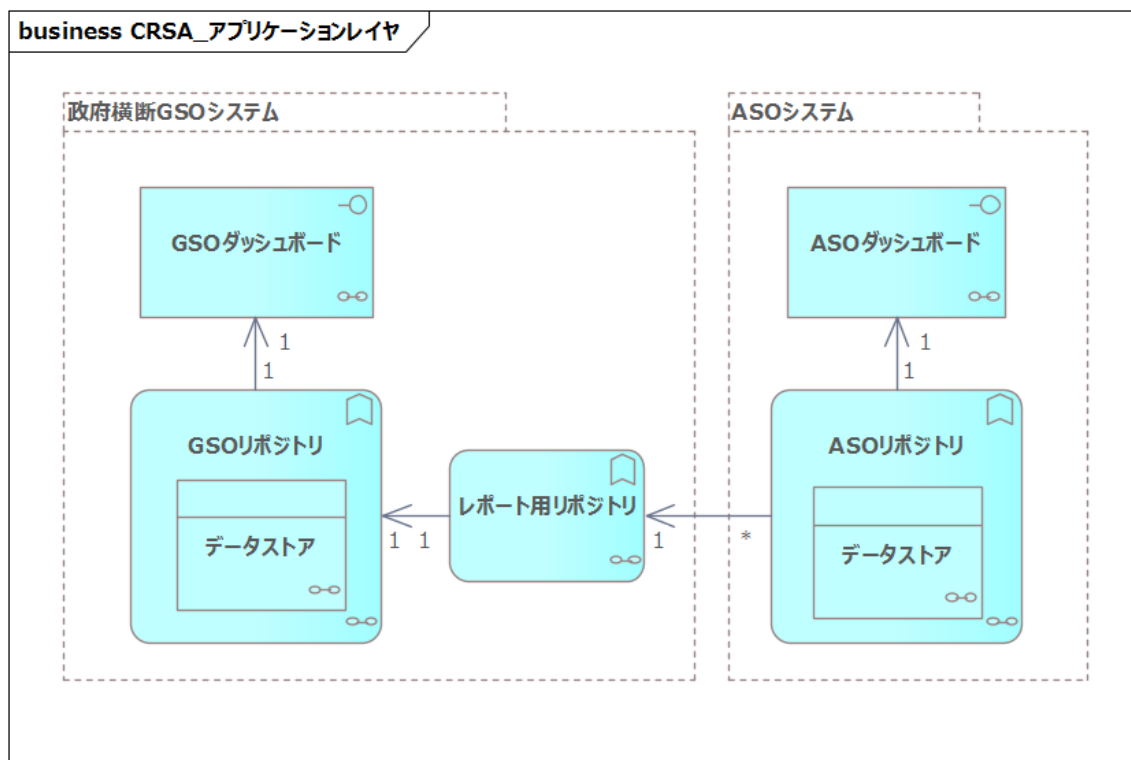 business CRSA_アプリケーションレイヤ
政府横断GSOシステム
ASOシステム
GSOダッシュボード
ASOダッシュボード
1
1
1
1
GSOリポジトリ
ASOリポジトリ
レポート用リポジトリ
データストア
データストア
1 1
1
*